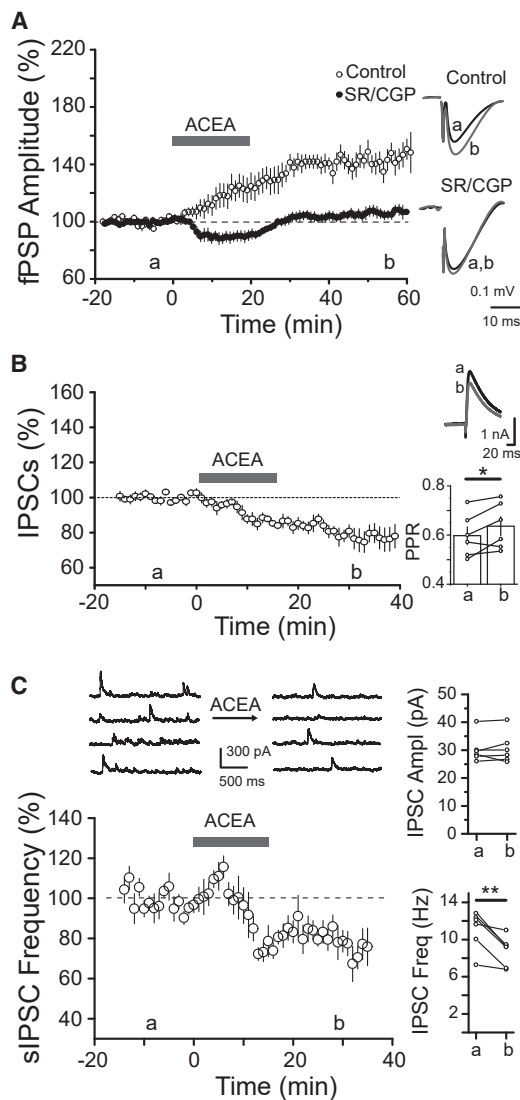 A
fPSP Amplitude (%)
220
180
140
100
60
ACEA
Control
SR/CGP
a
b
-20
0
20
40
60
Time (min)
Control
a
b
SR/CGP
a,b
0.1 mV
10 ms
B
IPSCs (%)
160
140
120
100
80
60
ACEA
a
b
-20
0
20
40
Time (min)
a
b
1 nA
20 ms
*
PPR
0.8
0.6
0.4
a
b
C
ACEA
300 pA
500 ms
sIPSC Frequency (%)
140
120
100
80
60
40
ACEA
a
b
-20
0
20
40
Time (min)
IPSC Ampl (pA)
50
40
30
20
10
0
a
b
IPSC Freq (Hz)
12
9
6
3
**
a
b